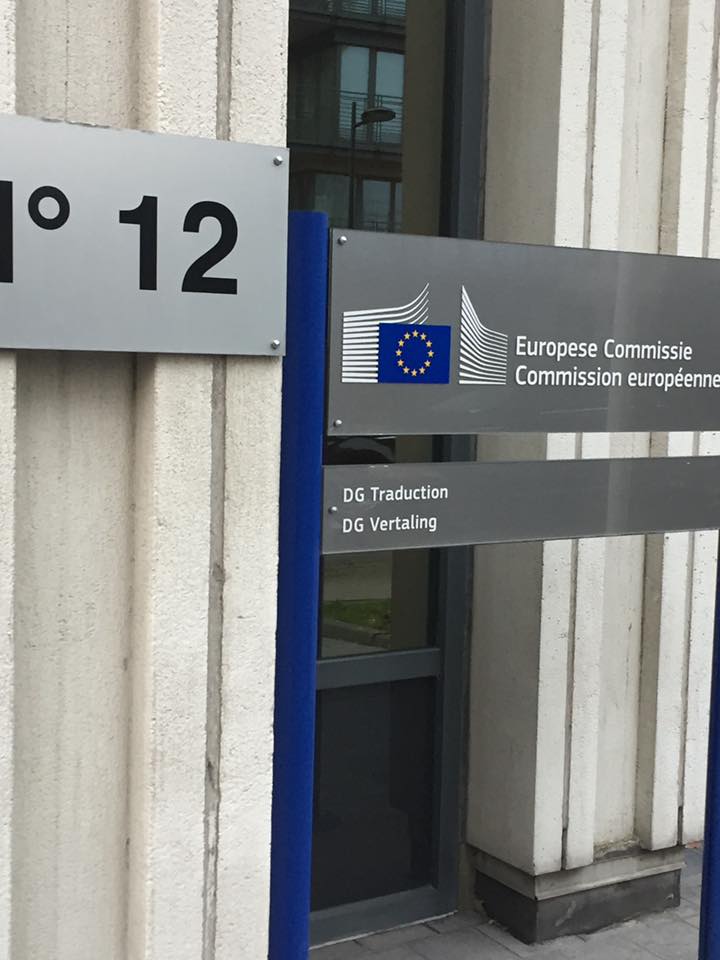 N° 12
Europese Commissie
Commission européenne
DG Traduction
DG Vertaling